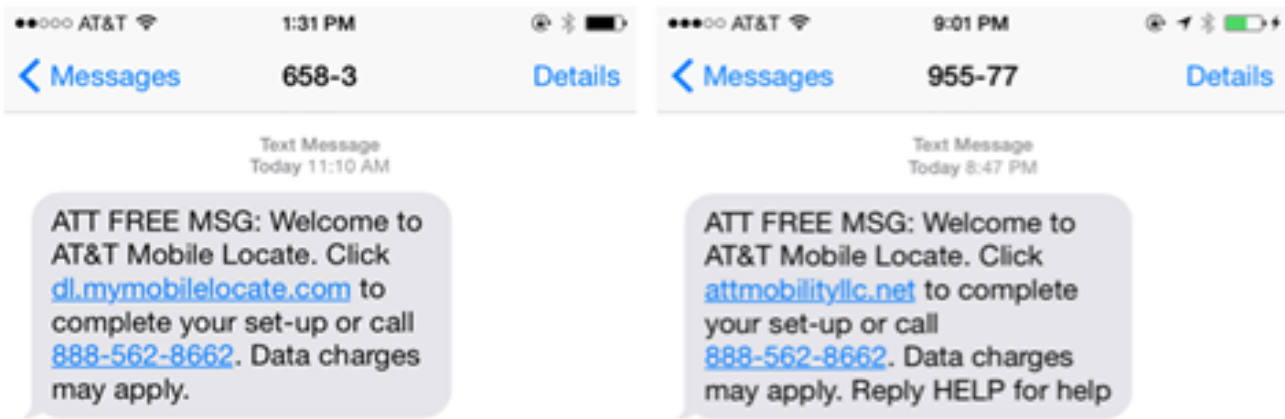 AT&T
1:31 PM
Messages
658-3
Details
Text Message
Today 11:10 AM
ATT FREE MSG: Welcome to
AT&T Mobile Locate. Click
dl.mymobilelocate.com to
complete your set-up or call
888-562-8662. Data charges
may apply.
AT&T
9:01 PM
Messages
955-77
Details
Text Message
Today 8:47 PM
ATT FREE MSG: Welcome to
AT&T Mobile Locate. Click
attmobilityllc.net to complete
your set-up or call
888-562-8662. Data charges
may apply. Reply HELP for help